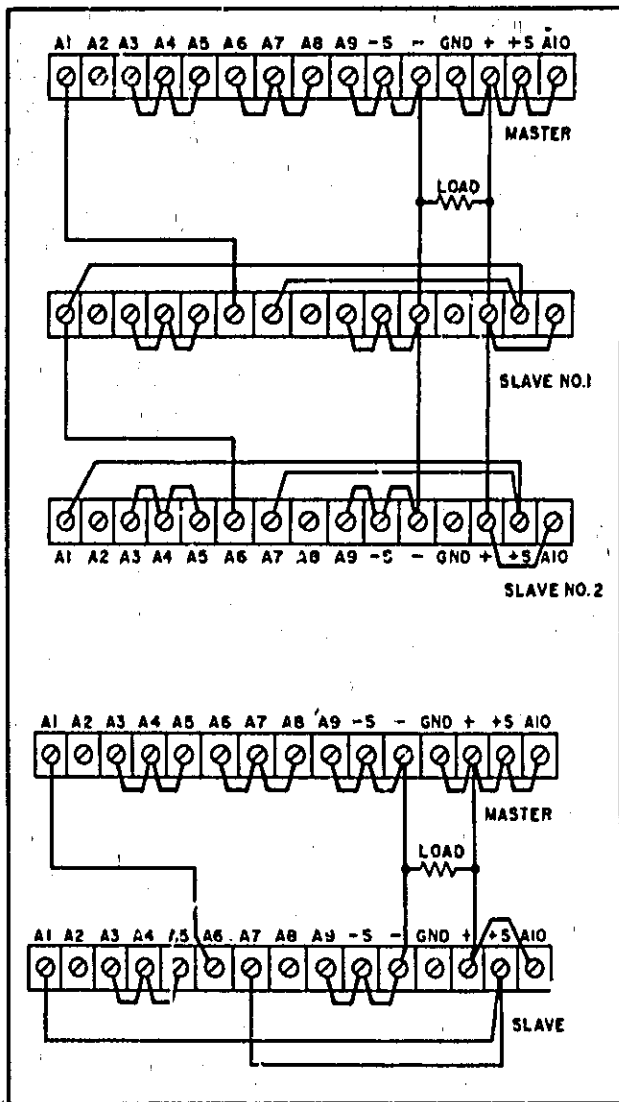 A1 A2 A3 A4 A5 A6 A7 A8 A9 -S - GND + +S A10
MASTER
LOAD
SLAVE NO.1
A1 A2 A3 A4 A5 A6 A7 A8 A9 -S - GND + +S A10
SLAVE NO.2
A1 A2 A3 A4 A5 A6 A7 A8 A9 -S - GND + +S A10
MASTER
LOAD
A1 A2 A3 A4 A5 A6 A7 A8 A9 -S - GND + +S A10
SLAVE